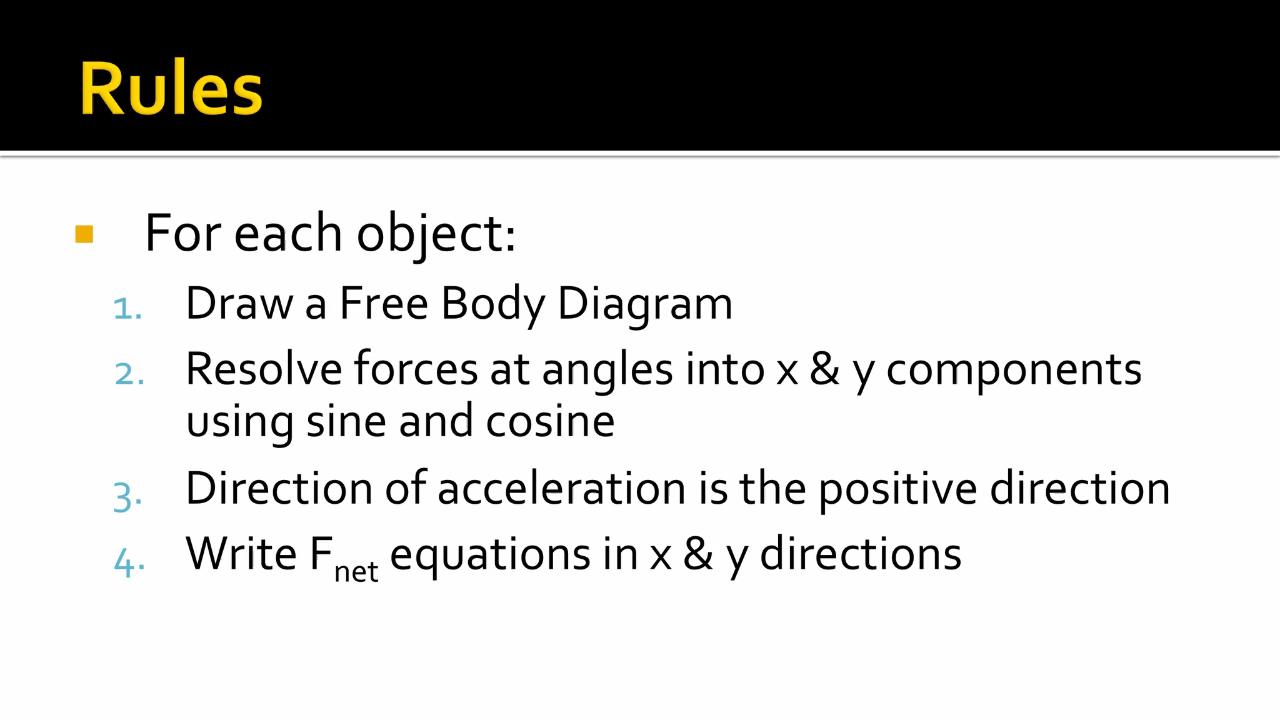 Rules
■ For each object:
1. Draw a Free Body Diagram
2. Resolve forces at angles into x & y components
using sine and cosine
3. Direction of acceleration is the positive direction
4. Write Fnet equations in x & y directions